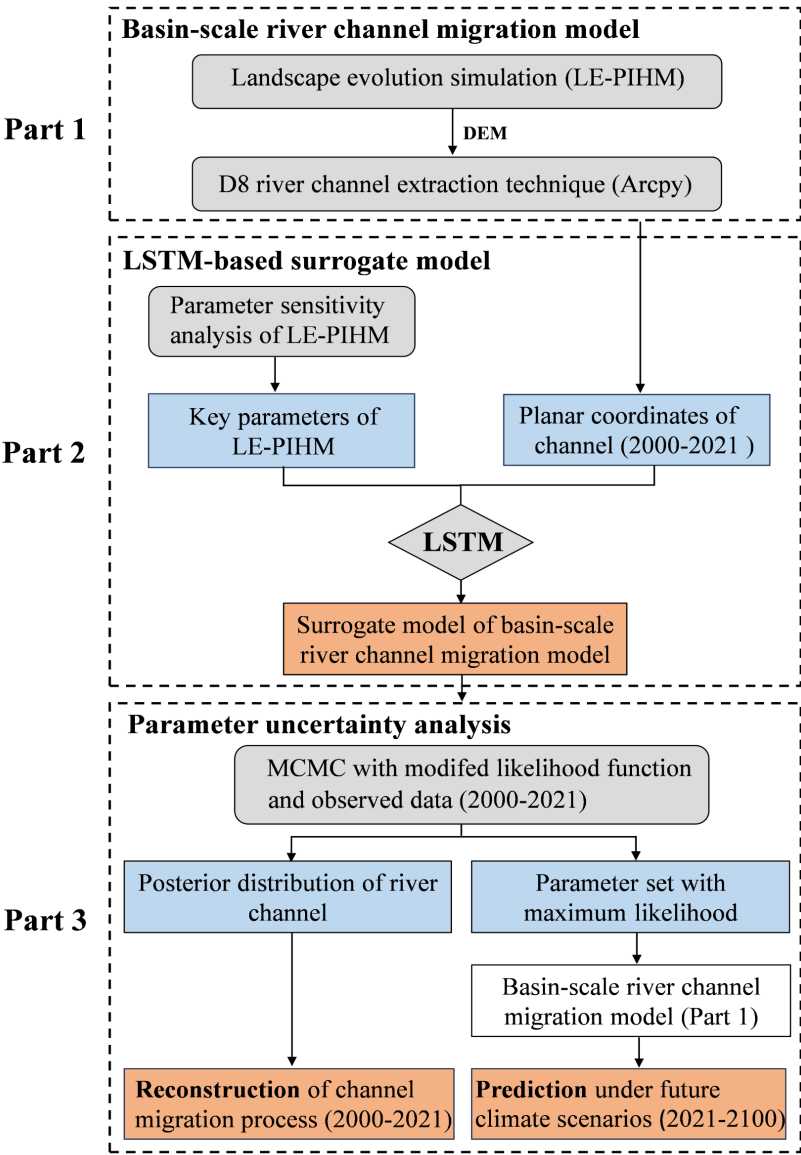 Basin-scale river channel migration model
Landscape evolution simulation (LE-PIHM)
Part 1
DEM
D8 river channel extraction technique (Arcpy)
LSTM-based surrogate model
Parameter sensitivity
analysis of LE-PIHM
Key parameters of
LE-PIHM
Planar coordinates of
channel (2000-2021 )
Part 2
LSTM
Surrogate model of basin-scale
river channel migration model
Parameter uncertainty analysis
MCMC with modifed likelihood function
and observed data (2000-2021)
Posterior distribution of river
channel
Parameter set with
maximum likelihood
Part 3
Basin-scale river channel
migration model (Part 1)
Reconstruction of channel
migration process (2000-2021)
Prediction under future
climate scenarios (2021-2100)